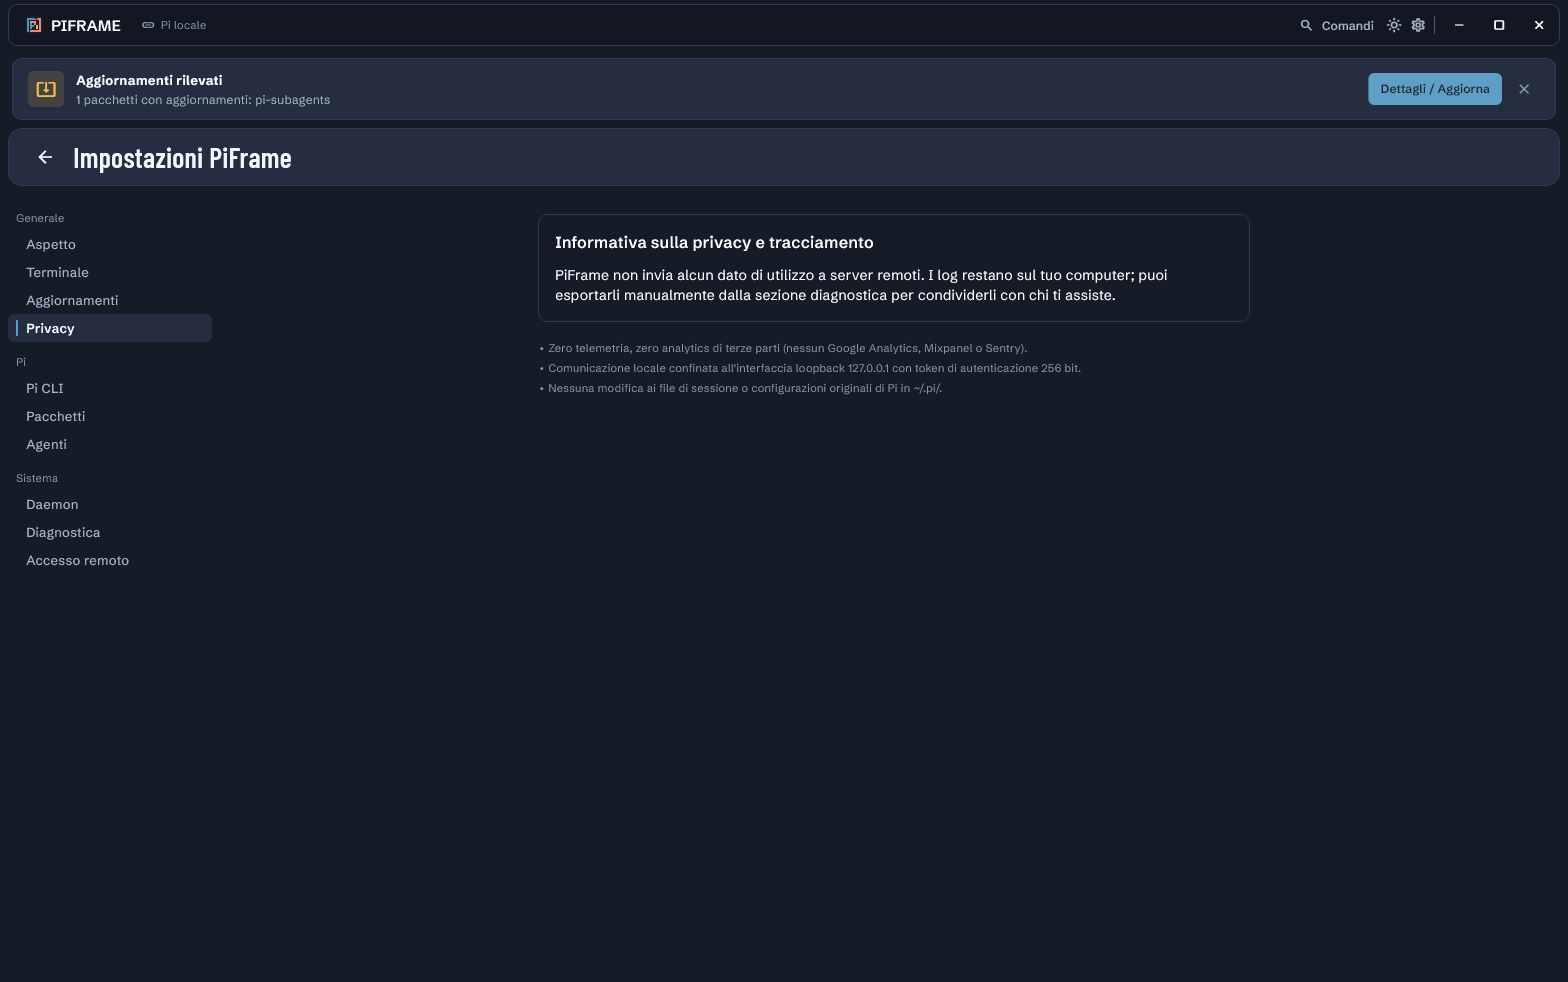 PIFRAME
Pi locale
Comandi
Aggiornamenti rilevati
1 pacchetti con aggiornamenti: pi-subagents
Dettagli / Aggiorna
Impostazioni PiFrame
Generale
Aspetto
Terminale
Aggiornamenti
Privacy
Pi
Pi CLI
Pacchetti
Agenti
Sistema
Daemon
Diagnostica
Accesso remoto
Informativa sulla privacy e tracciamento
PiFrame non invia alcun dato di utilizzo a server remoti. I log restano sul tuo computer; puoi
esportarli manualmente dalla sezione diagnostica per condividerli con chi ti assiste.
• Zero telemetria, zero analytics di terze parti (nessun Google Analytics, Mixpanel o Sentry).
• Comunicazione locale confinata all'interfaccia loopback 127.0.0.1 con token di autenticazione 256 bit.
• Nessuna modifica ai file di sessione o configurazioni originali di Pi in ~/.pi/.